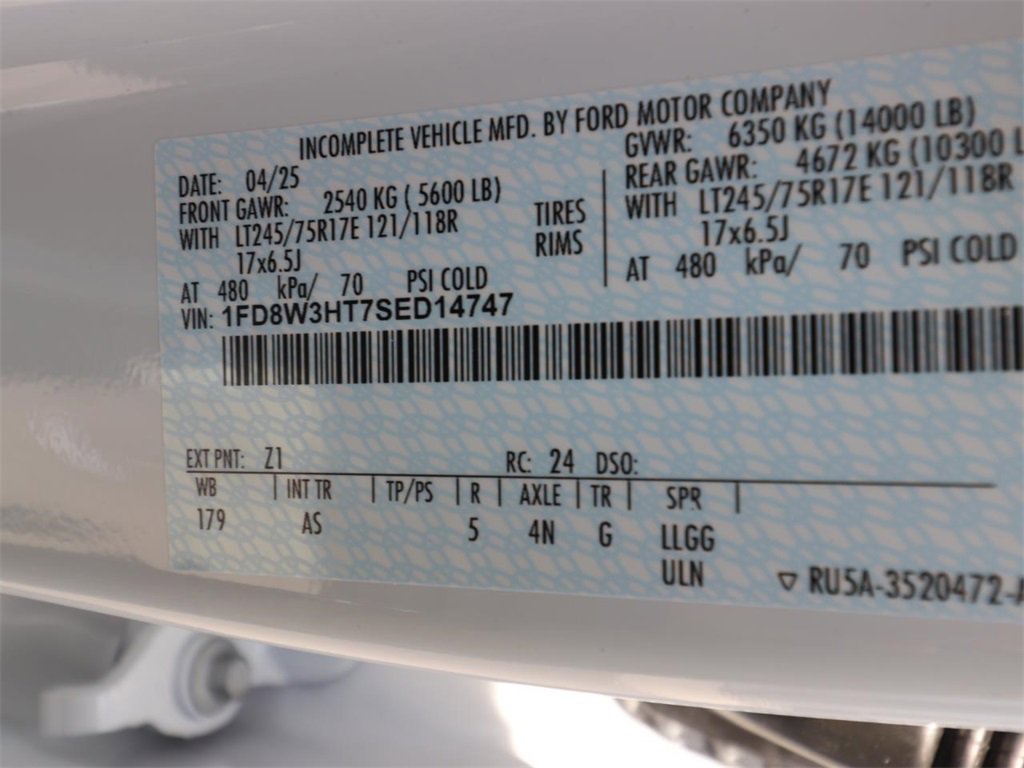 INCOMPLETE VEHICLE MFD. BY FORD MOTOR COMPANY
DATE: 04/25
GVWR: 6350 KG (14000 LB)
FRONT GAWR: 2540 KG ( 5600 LB)
REAR GAWR: 4672 KG (10300 L
WITH LT245/75R17E 121/118R
TIRES
WITH LT245/75R17E 121/118R
17x6.5J
RIMS
17x6.5J
AT 480 kPa/ 70 PSI COLD
AT 480 kPa/ 70 PSI COLD
VIN: 1FD8W3HT7SED14747
EXT PNT: Z1 RC: 24 DSO:
WB | INT TR | TP/PS | R | AXLE | TR | SPR |
179 AS 5 4N G LLGG
ULN
▽ RU5A-3520472-A